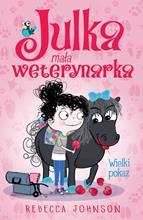 Julka
mała
weterynarka
Wielki
pokaz
REBECCA JOHNSON